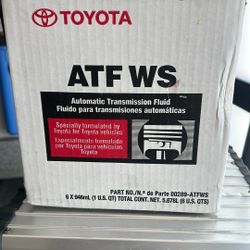 TOYOTA
ATF WS
Automatic Transmission Fluid
Fluido para transmisiones automáticas
Specially formulated by
Toyota for Toyota vehicles
Especialmente formulado
por Toyota para vehículos
Toyota
PART NO./N.º de Parte 00289-ATFWS
6 X 946mL (1 U.S. QT) TOTAL CONT. NET. 5.678L (6 U.S. QTS)